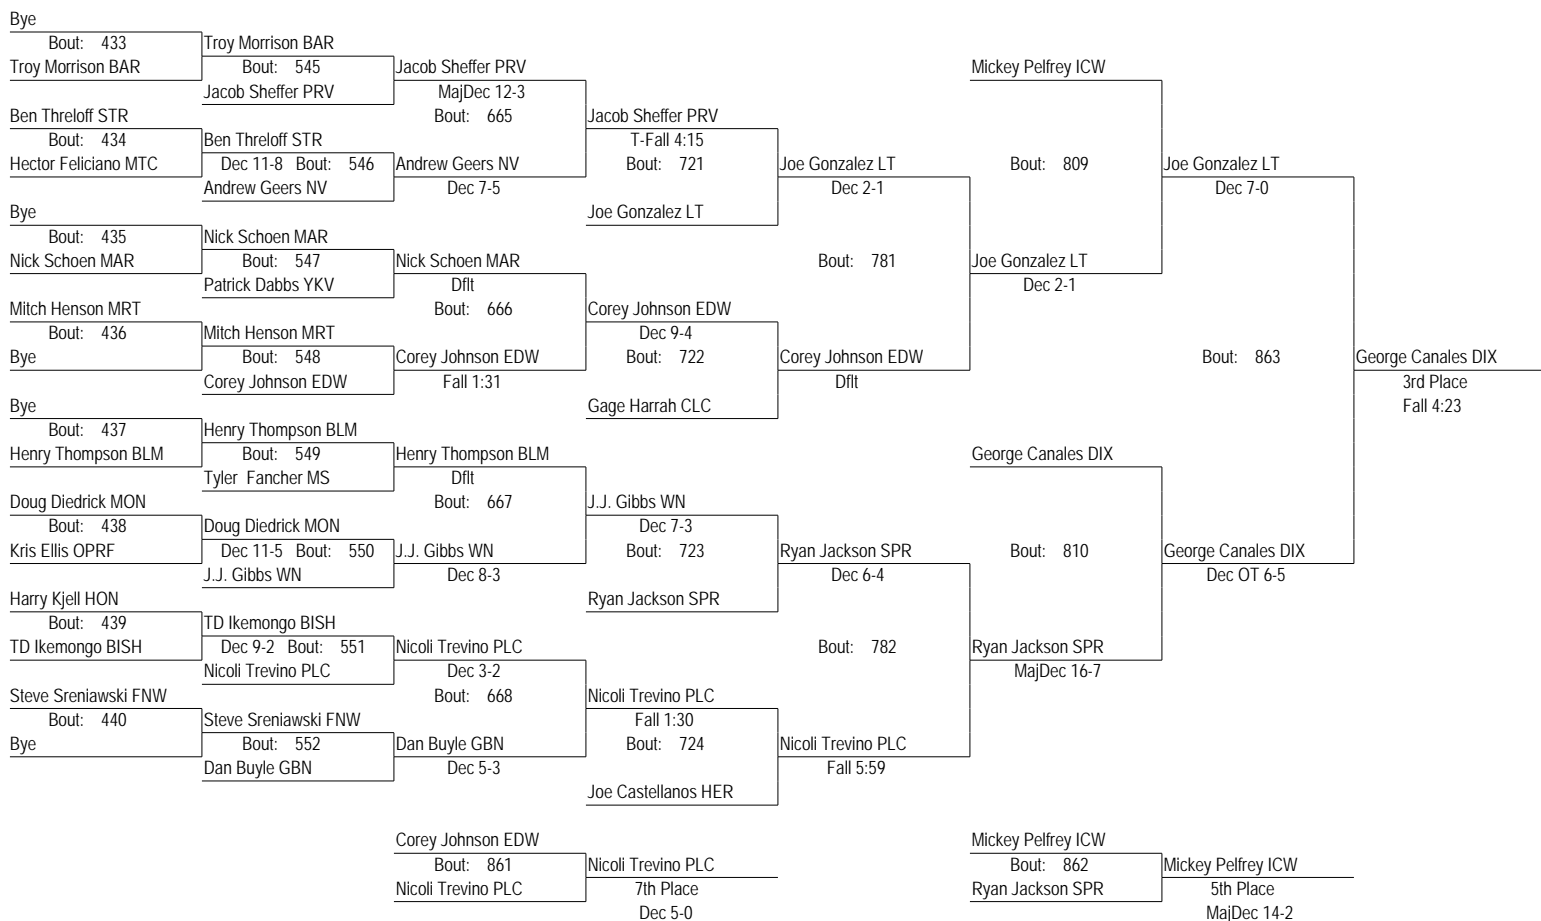 Bye
Bout: 433
Troy Morrison BAR
Troy Morrison BAR
Bout: 545
Jacob Sheffer PRV
Jacob Sheffer PRV
MajDec 12-3
Bout: 665
Ben Threloff STR
Bout: 434
Hector Feliciano MTC
Ben Threloff STR
Dec 11-8 Bout: 546
Andrew Geers NV
Andrew Geers NV
Dec 7-5
Jacob Sheffer PRV
T-Fall 4:15
Bout: 721
Joe Gonzalez LT
Joe Gonzalez LT
Dec 2-1
Bye
Bout: 435
Nick Schoen MAR
Nick Schoen MAR
Bout: 547
Patrick Dabbs YKV
Nick Schoen MAR
Dflt
Bout: 666
Mitch Henson MRT
Bout: 436
Bye
Mitch Henson MRT
Bout: 548
Corey Johnson EDW
Corey Johnson EDW
Fall 1:31
Corey Johnson EDW
Dec 9-4
Bout: 722
Gage Harrah CLC
Corey Johnson EDW
Dflt
Bout: 781
Joe Gonzalez LT
Dec 2-1
Mickey Pelfrey ICW
Bout: 809
Joe Gonzalez LT
Dec 7-0
Bye
Bout: 437
Henry Thompson BLM
Henry Thompson BLM
Bout: 549
Tyler Fancher MS
Henry Thompson BLM
Dflt
Bout: 667
Doug Diedrick MON
Bout: 438
Kris Ellis OPRF
Doug Diedrick MON
Dec 11-5 Bout: 550
J.J. Gibbs WN
J.J. Gibbs WN
Dec 8-3
J.J. Gibbs WN
Dec 7-3
Bout: 723
Ryan Jackson SPR
Ryan Jackson SPR
Dec 6-4
Harry Kjell HON
Bout: 439
TD Ikemongo BISH
TD Ikemongo BISH
Dec 9-2 Bout: 551
Nicoli Trevino PLC
Nicoli Trevino PLC
Dec 3-2
Bout: 668
Steve Sreniawski FNW
Bout: 440
Bye
Steve Sreniawski FNW
Bout: 552
Dan Buyle GBN
Dan Buyle GBN
Dec 5-3
Nicoli Trevino PLC
Fall 1:30
Bout: 724
Joe Castellanos HER
Nicoli Trevino PLC
Fall 5:59
Bout: 782
Ryan Jackson SPR
MajDec 16-7
George Canales DIX
Bout: 810
George Canales DIX
Dec OT 6-5
Bout: 863
George Canales DIX
3rd Place
Fall 4:23
Corey Johnson EDW
Bout: 861
Nicoli Trevino PLC
Nicoli Trevino PLC
7th Place
Dec 5-0
Mickey Pelfrey ICW
Bout: 862
Ryan Jackson SPR
Mickey Pelfrey ICW
5th Place
MajDec 14-2